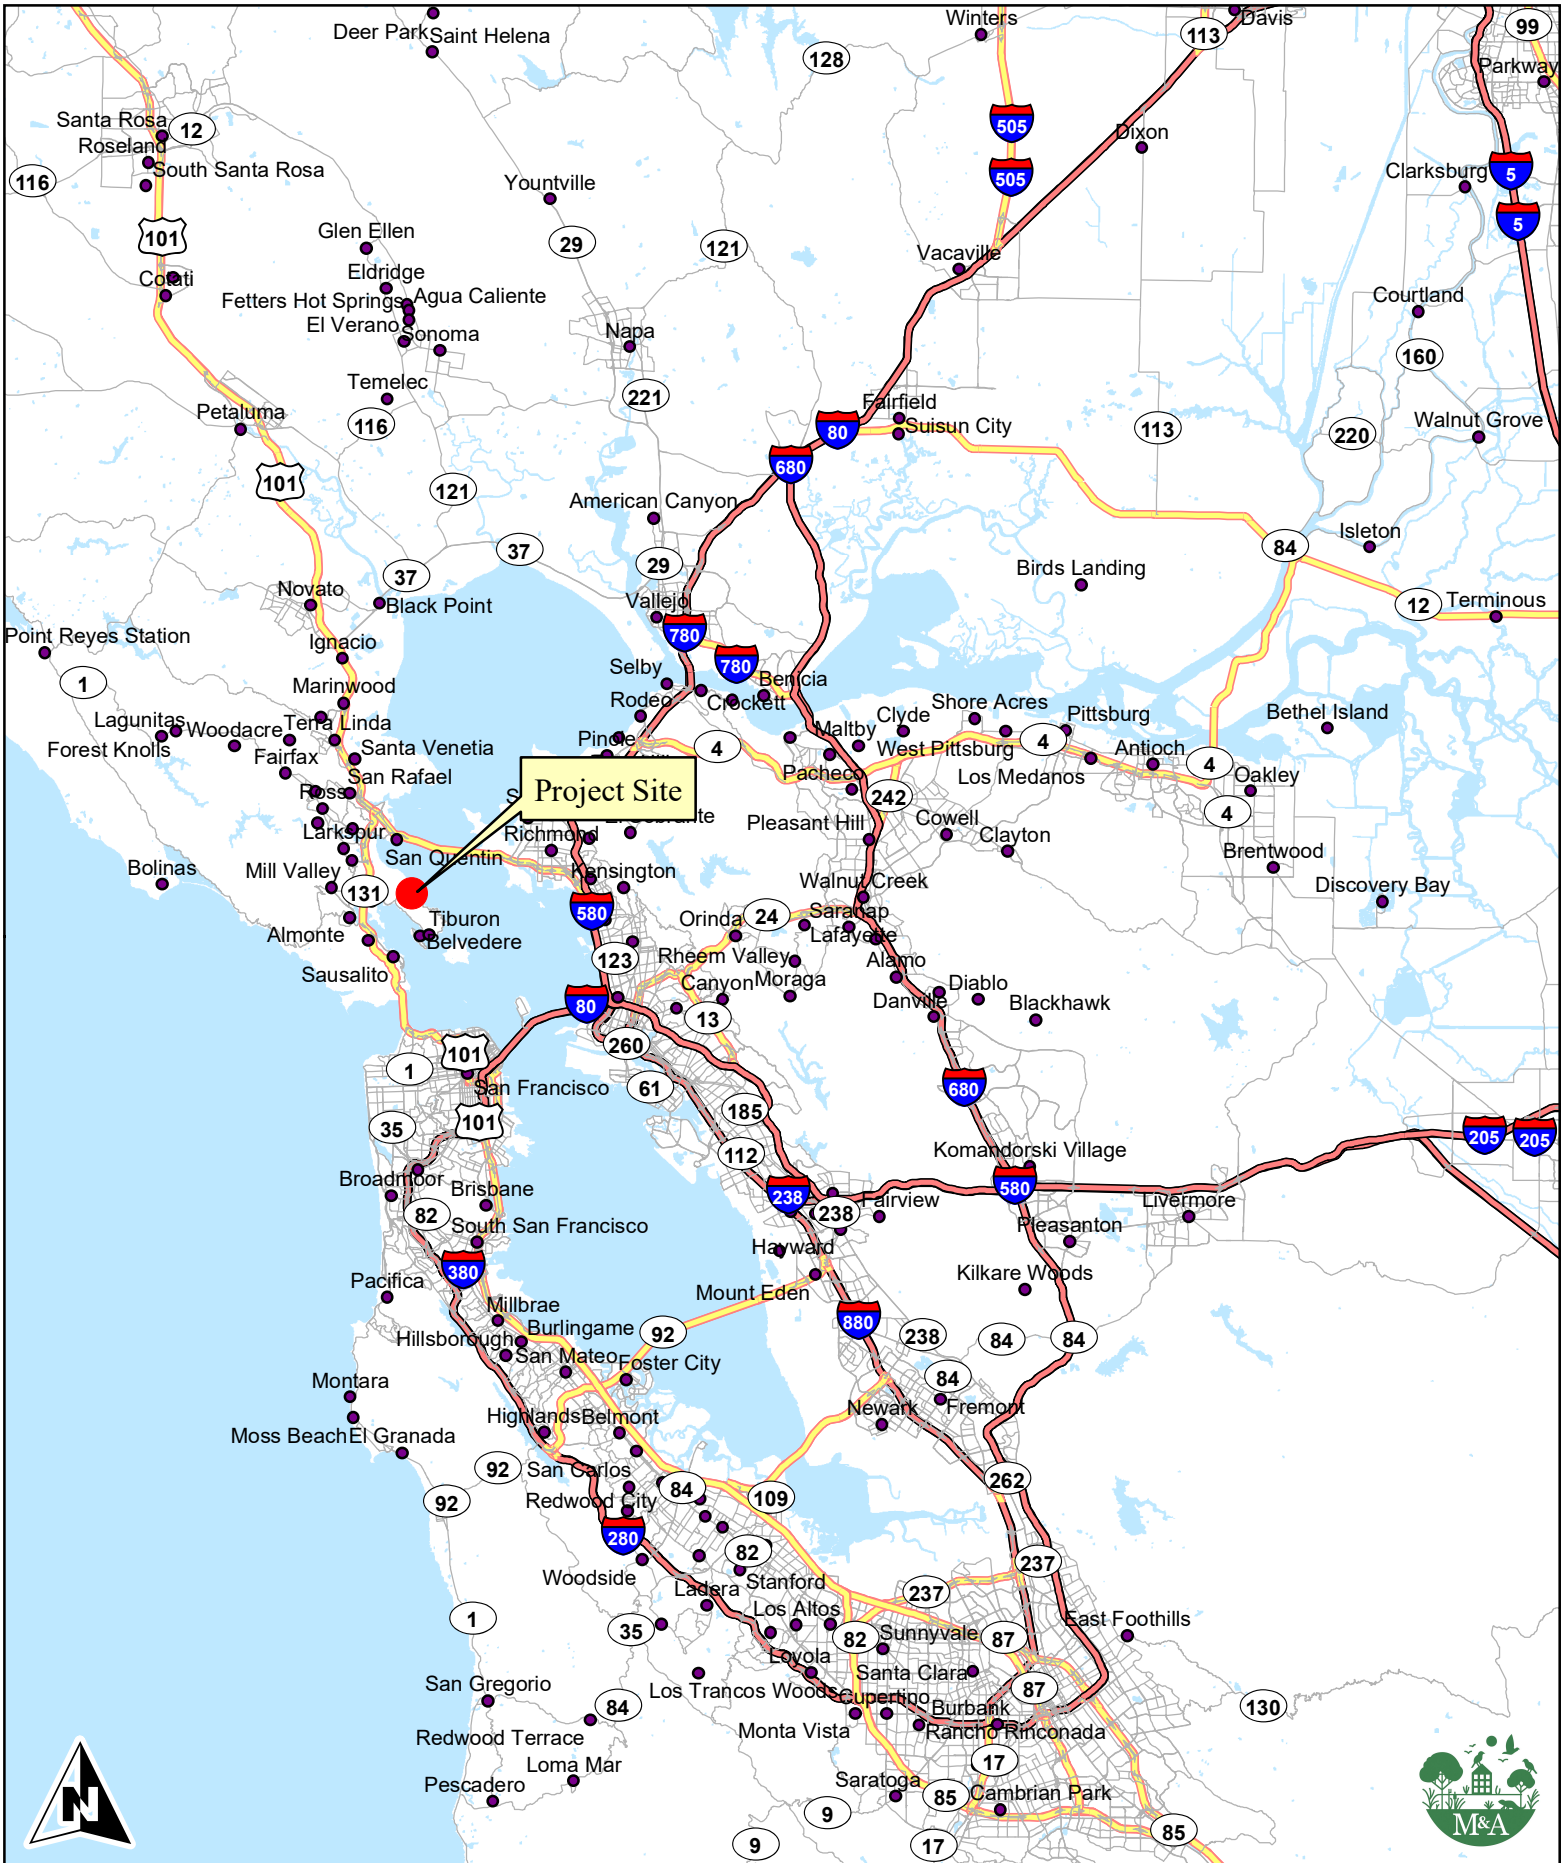 Winters
Davis
113
99
Deer Park
Saint Helena
128
Parkway
505
Santa Rosa
12
Dixon
Roseland
South Santa Rosa
116
505
5
Clarksburg
Yountville
5
101
Glen Ellen
29
121
Vacaville
Cotati
Eldridge
Fetters Hot Springs
Agua Caliente
Courtland
El Verano
Sonoma
Napa
160
Temelec
221
Petaluma
116
Fairfield
80
Suisun City
113
220
Walnut Grove
680
101
121
American Canyon
Isleton
84
37
37
29
Birds Landing
Novato
Black Point
Vallejo
12
Terminous
Point Reyes Station
Ignacio
780
780
1
Selby
Benicia
Marinwood
Rodeo
Crockett
Shore Acres
Lagunitas
Woodacre
Terra Linda
Maltby
Clyde
Pittsburg
Bethel Island
Forest Knolls
Santa Venetia
Pinole
4
West Pittsburg
4
Antioch
Fairfax
San Rafael
Pacheco
Los Medanos
4
Oakley
Project Site
Ross
242
4
Larkspur
Richmond
Pleasant Hill
Cowell
Clayton
San Quentin
Brentwood
Bolinas
Mill Valley
Kensington
131
Walnut Creek
Discovery Bay
580
Orinda
24
Saranap
Tiburon
Lafayette
Almonte
Belvedere
123
Rheem Valley
Alamo
Sausalito
Canyon
Moraga
Diablo
80
Danville
Blackhawk
13
260
101
1
San Francisco
61
680
101
185
35
112
205
205
Komandorski Village
Broadmoor
Brisbane
238
580
82
238
Fairview
Livermore
South San Francisco
Pleasanton
Hayward
380
Pacifica
Mount Eden
Kilkare Woods
Millbrae
880
Burlingame
92
238
84
84
Hillsborough
San Mateo
Foster City
84
Montara
Newark
Fremont
Highlands
Belmont
Moss Beach
El Granada
92
San Carlos
262
92
Redwood City
84
109
280
82
237
Woodside
Ladera
Stanford
237
1
Los Altos
East Foothills
35
82
Sunnyvale
87
Loyola
Santa Clara
San Gregorio
Los Trancos Woods
Cupertino
87
84
Burbank
130
Redwood Terrace
Monta Vista
Rancho Rinconada
Loma Mar
17
Pescadero
Saratoga
85
Cambrian Park
9
N
M&A
9
17
85